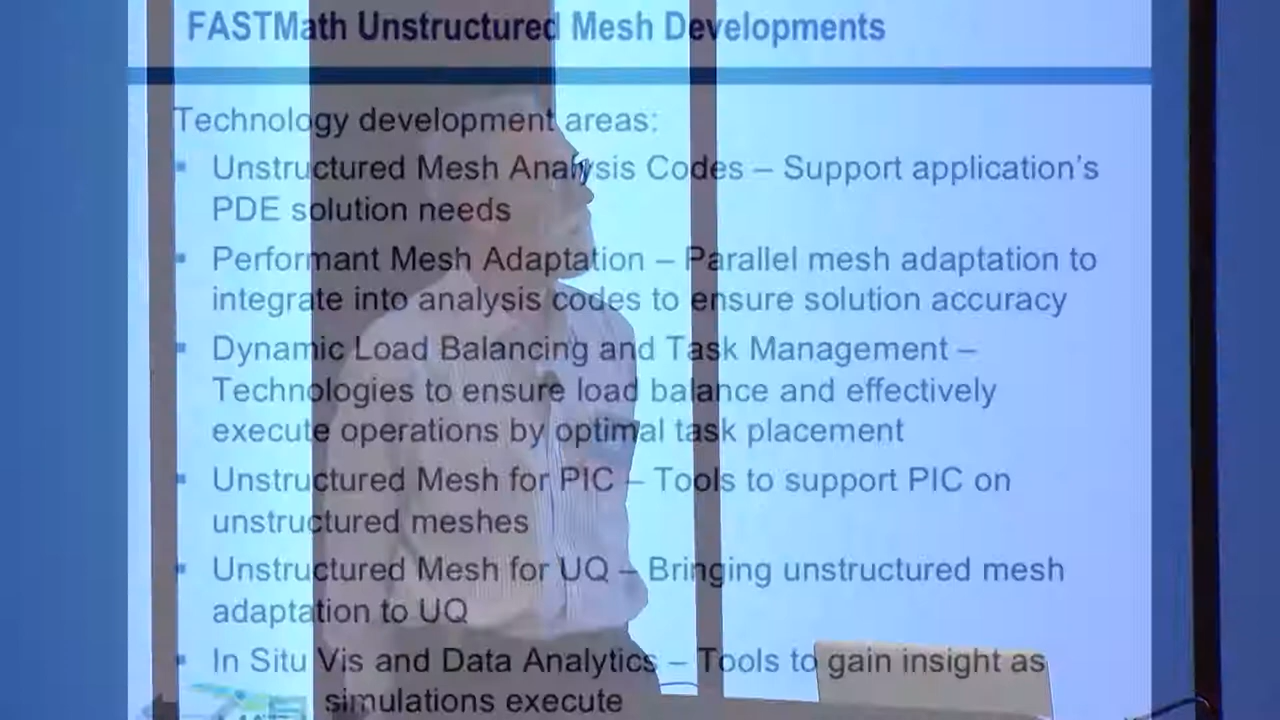 FASTMath Unstructured Mesh Developments
Technology development areas:
▪ Unstructured Mesh Analysis Codes – Support application's
PDE solution needs
▪ Performant Mesh Adaptation – Parallel mesh adaptation to
integrate into analysis codes to ensure solution accuracy
▪ Dynamic Load Balancing and Task Management –
Technologies to ensure load balance and effectively
execute operations by optimal task placement
▪ Unstructured Mesh for PIC – Tools to support PIC on
unstructured meshes
▪ Unstructured Mesh for UQ – Bringing unstructured mesh
adaptation to UQ
▪ In Situ Vis and Data Analytics – Tools to gain insight as
simulations execute